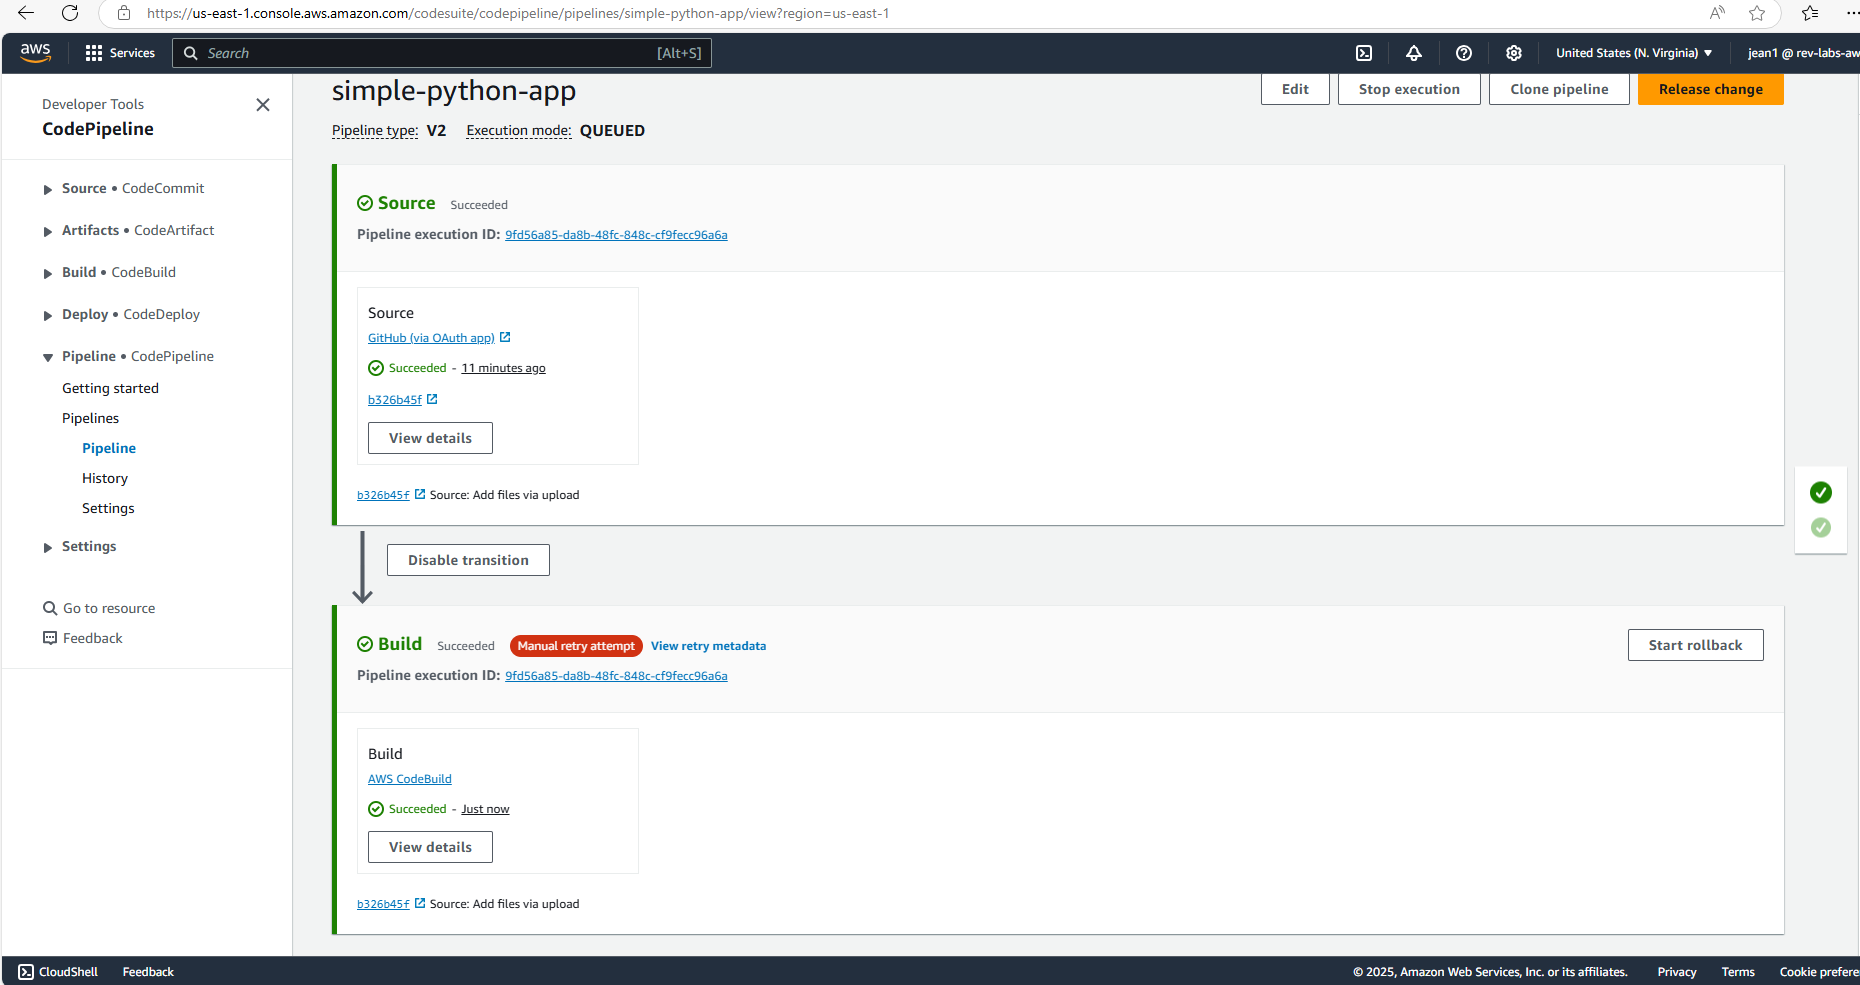 https://us-east-1.console.aws.amazon.com/codesuite/codepipeline/pipelines/simple-python-app/view?region=us-east-1
aws Services Search [Alt+S] United States (N. Virginia) jean1 @ rev-labs-aw
Developer Tools
CodePipeline
Source • CodeCommit
Artifacts • CodeArtifact
Build • CodeBuild
Deploy • CodeDeploy
Pipeline • CodePipeline
Getting started
Pipelines
Pipeline
History
Settings
Settings
Go to resource
Feedback
simple-python-app
Edit Stop execution Clone pipeline Release change
Pipeline type: V2 Execution mode: QUEUED
Source Succeeded
Pipeline execution ID: 9fd56a85-da8b-48fc-848c-cf9fecc96a6a
Source
GitHub (via OAuth app)
Succeeded - 11 minutes ago
b326b45f
View details
b326b45f Source: Add files via upload
Disable transition
Build Succeeded Manual retry attempt View retry metadata
Start rollback
Pipeline execution ID: 9fd56a85-da8b-48fc-848c-cf9fecc96a6a
Build
AWS CodeBuild
Succeeded - Just now
View details
b326b45f Source: Add files via upload
CloudShell Feedback © 2025, Amazon Web Services, Inc. or its affiliates. Privacy Terms Cookie prefere